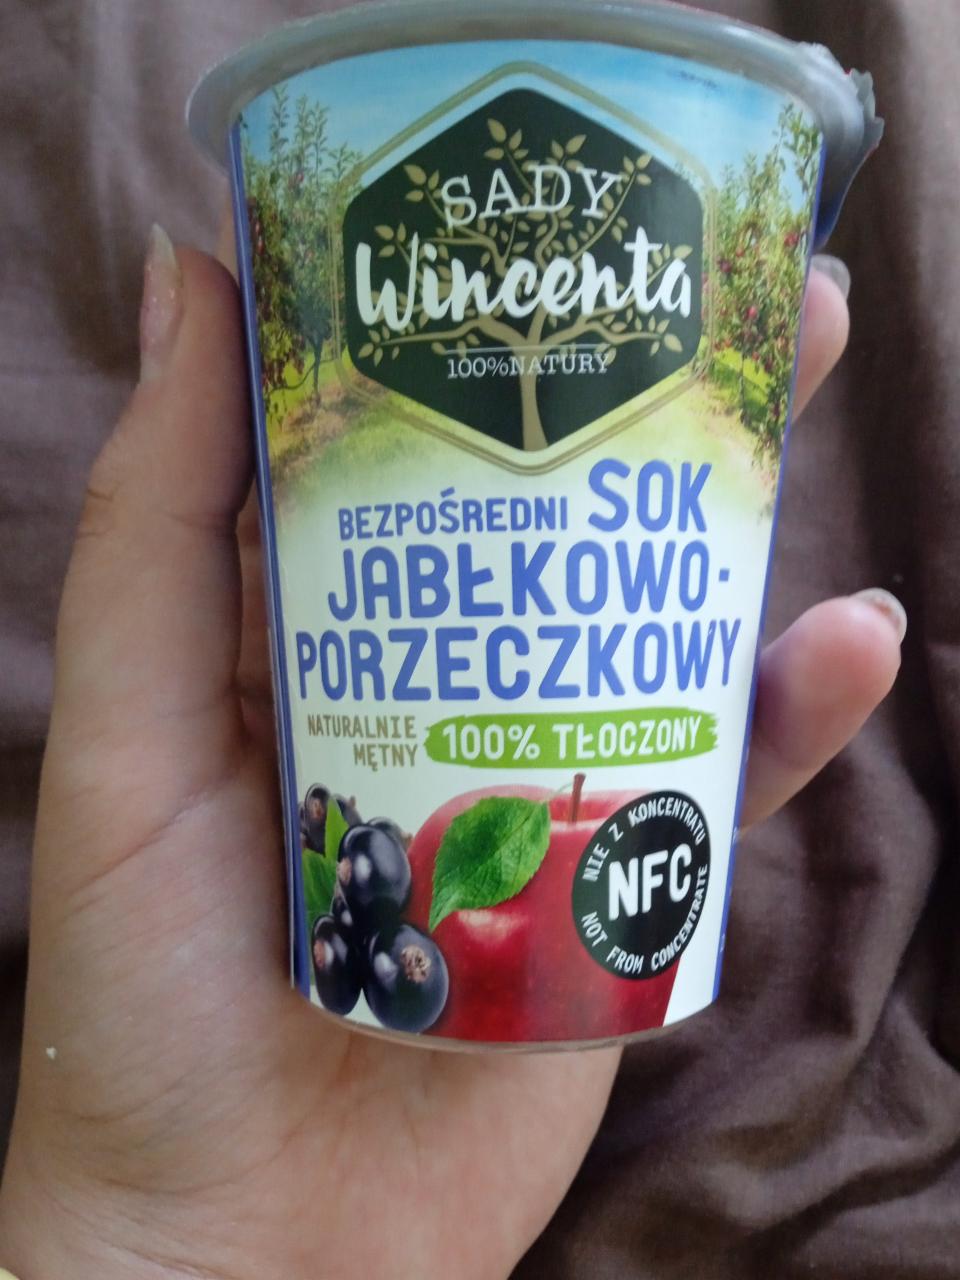 SADY
Wincenta
100%NATURY
BEZPOŚREDNI SOK
JABŁKOWO-
PORZECZKOWY
NATURALNIE
MĘTNY
100% TŁOCZONY
NIE Z KONCENTRATU
NFC
NOT FROM CONCENTRATE